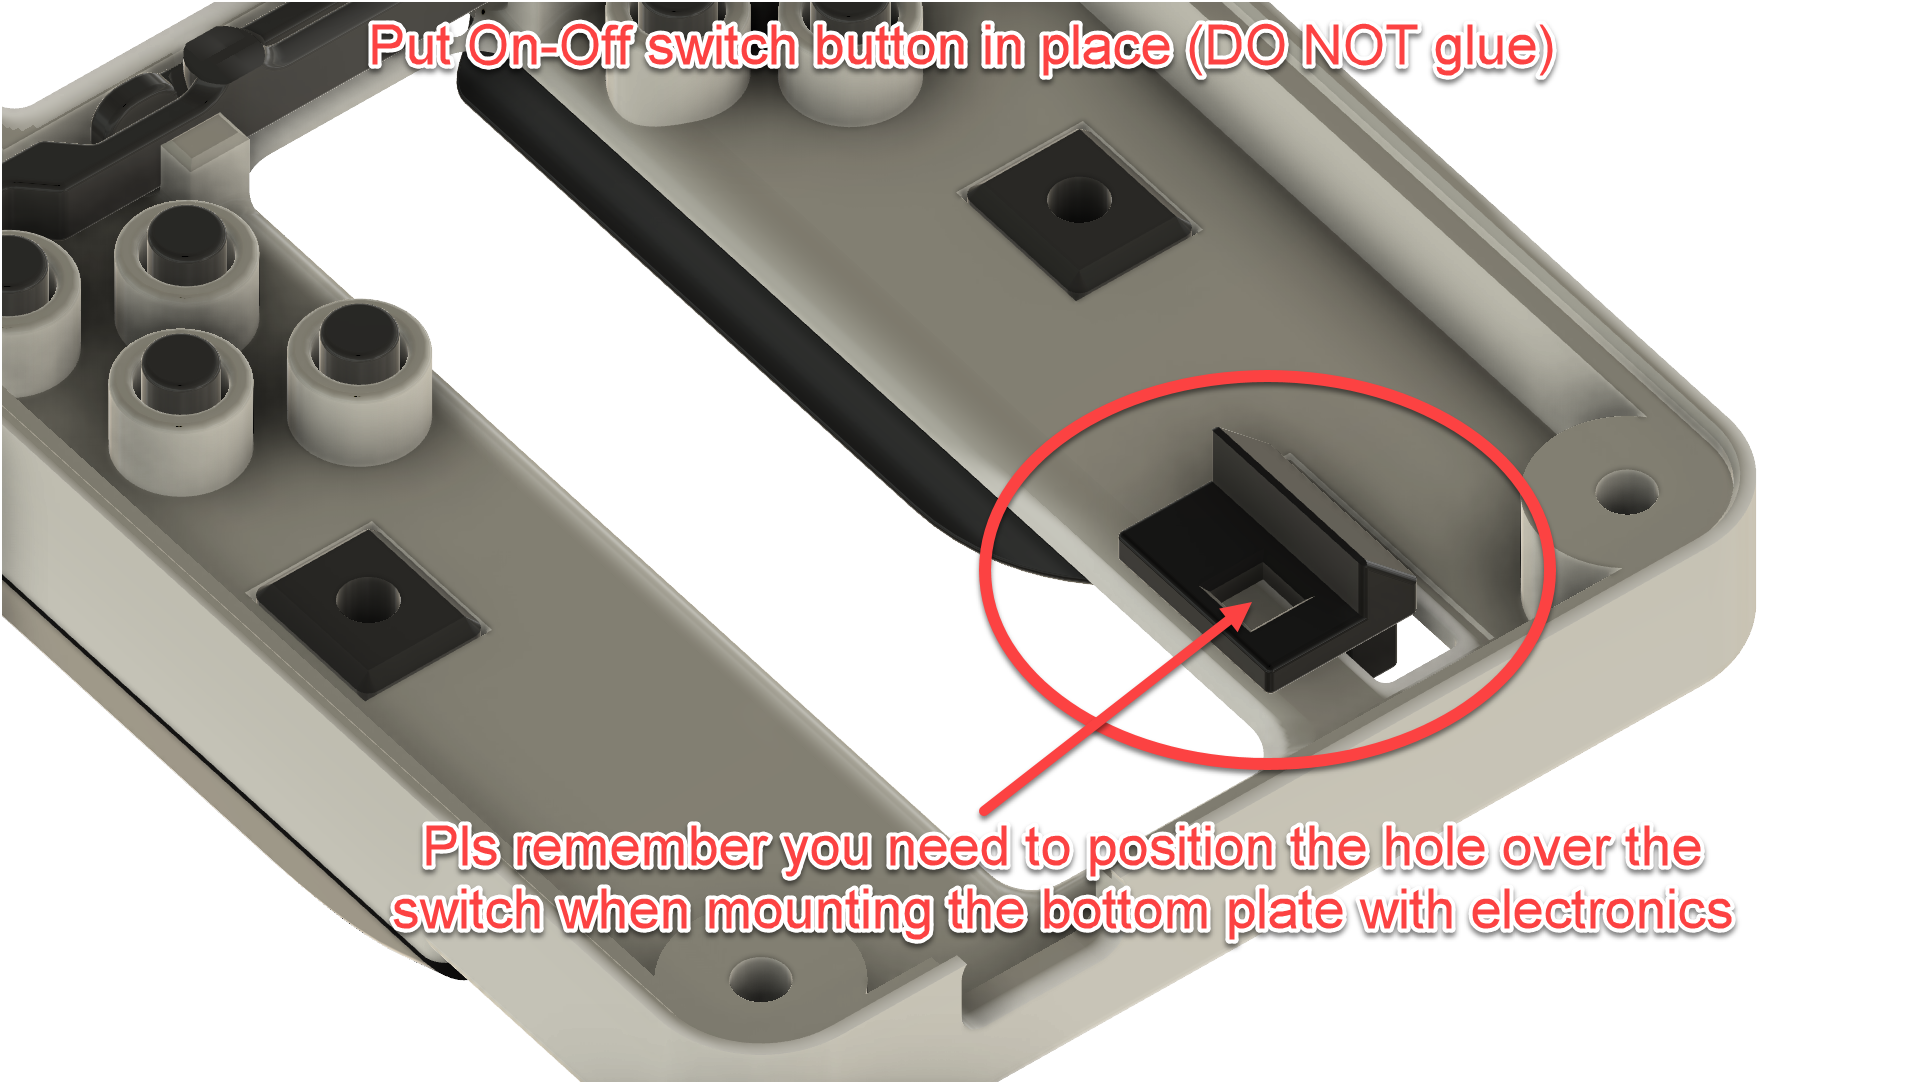 Put On-Off switch button in place (DO NOT glue)
Pls remember you need to position the hole over the
switch when mounting the bottom plate with electronics